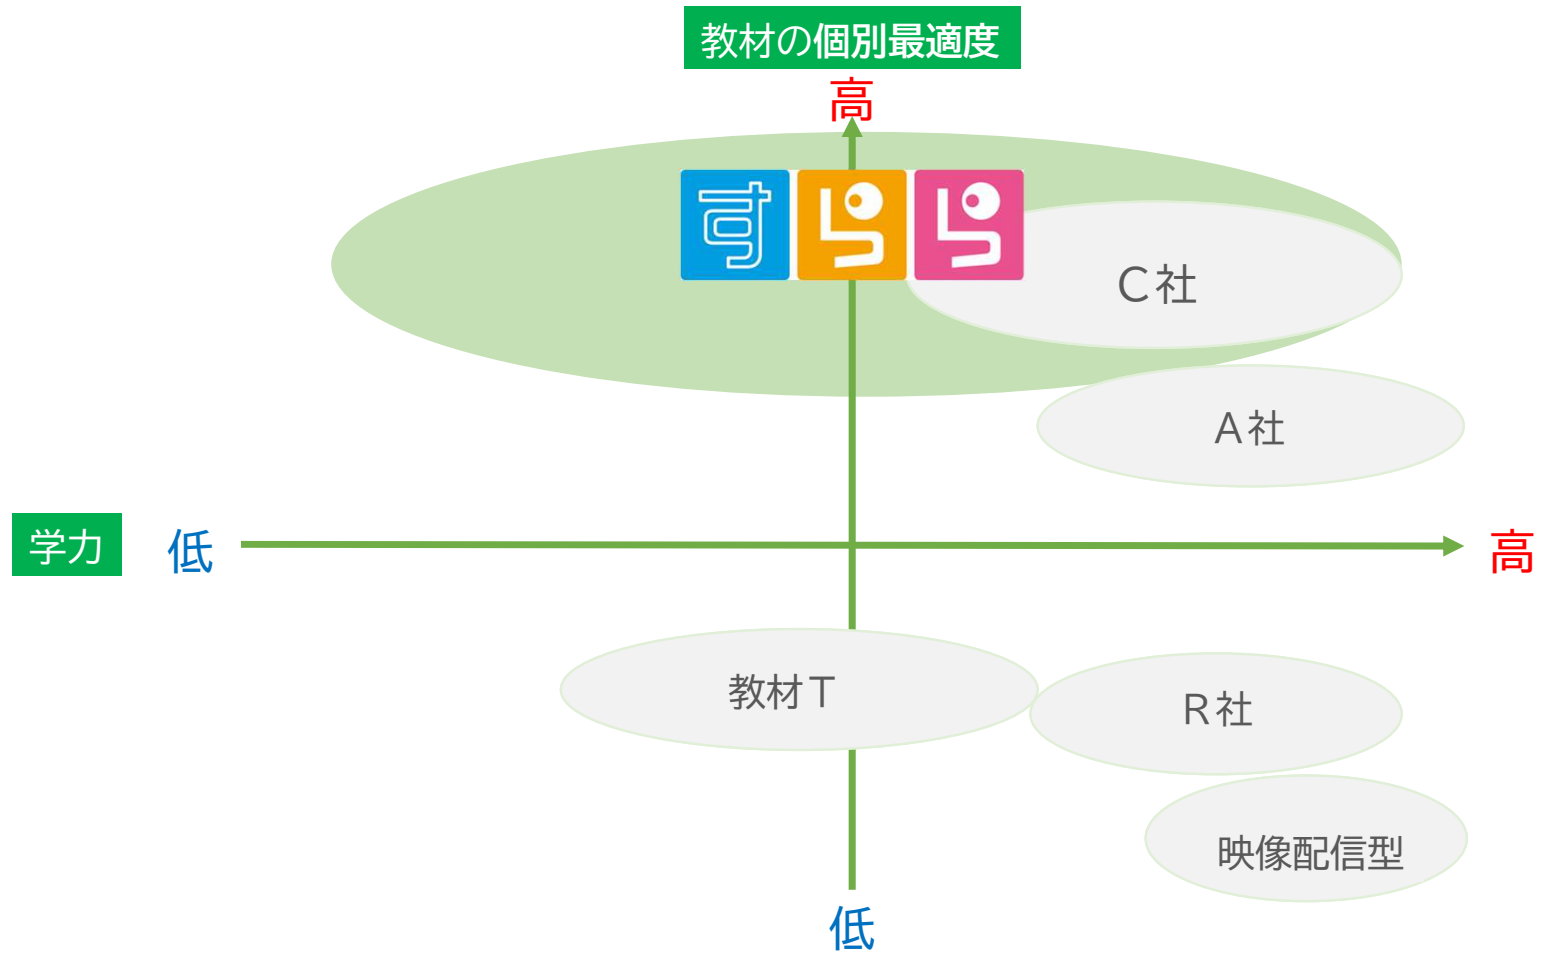 教材の個別最適度
高
すらら
Ｃ社
Ａ社
学力
低
高
教材Ｔ
Ｒ社
映像配信型
低